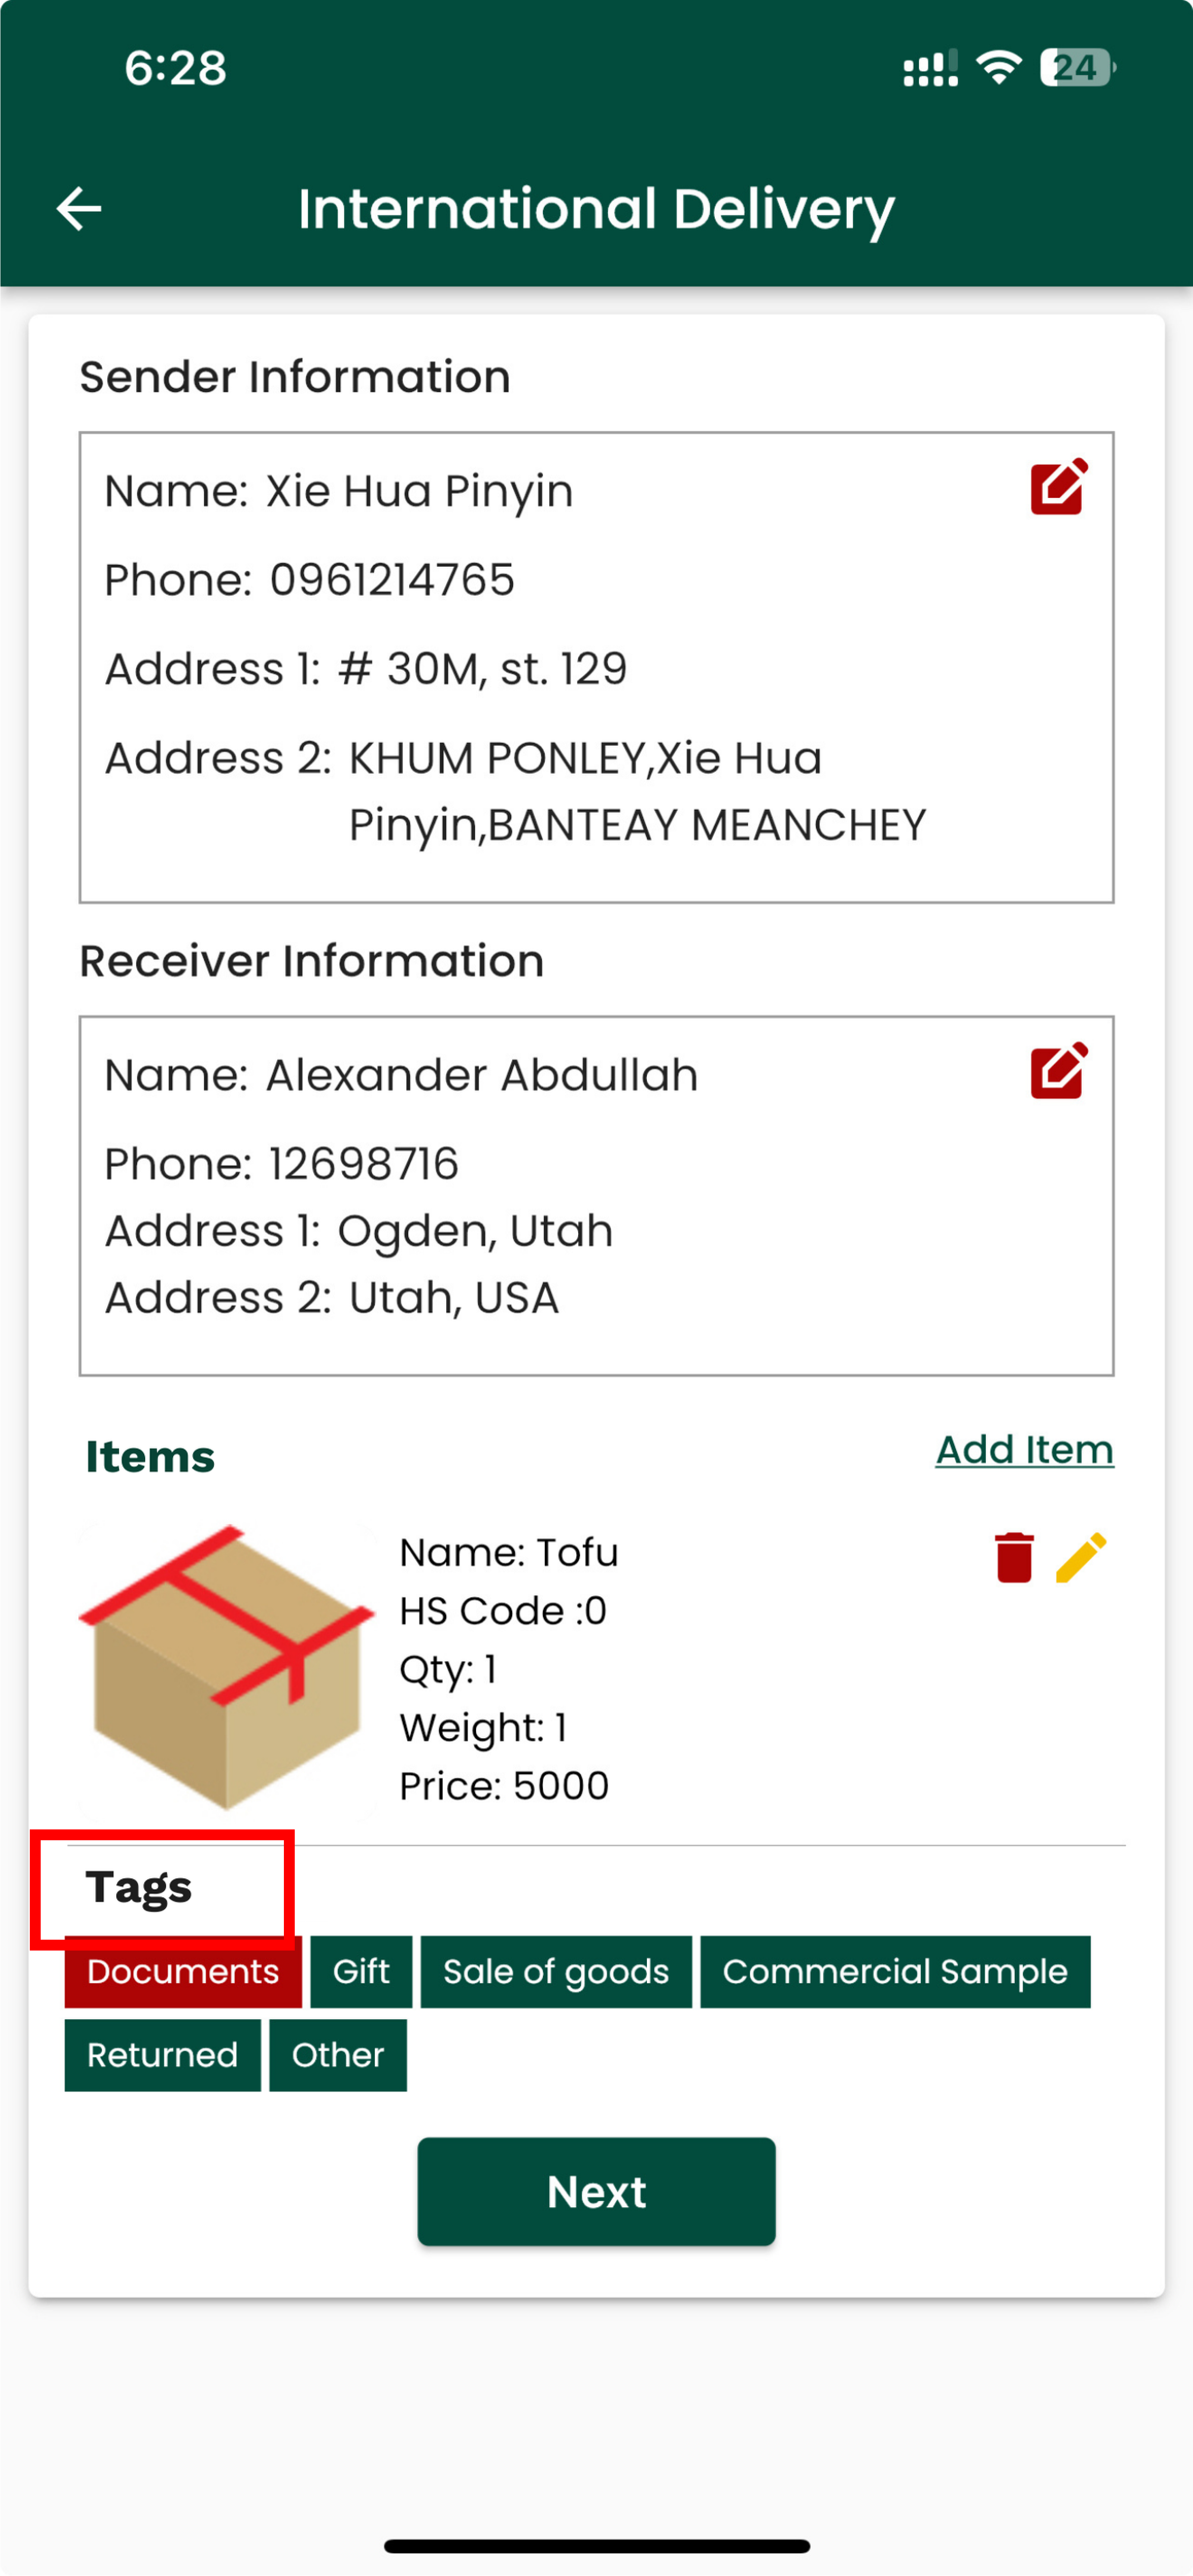 6:28
24
International Delivery
Sender Information
Name: Xie Hua Pinyin
Phone: 0961214765
Address 1: # 30M, st. 129
Address 2: KHUM PONLEY,Xie Hua
Pinyin,BANTEAY MEANCHEY
Receiver Information
Name: Alexander Abdullah
Phone: 12698716
Address 1: Ogden, Utah
Address 2: Utah, USA
Items
Add Item
Name: Tofu
HS Code :0
Qty: 1
Weight: 1
Price: 5000
Tags
Documents Gift Sale of goods Commercial Sample
Returned Other
Next